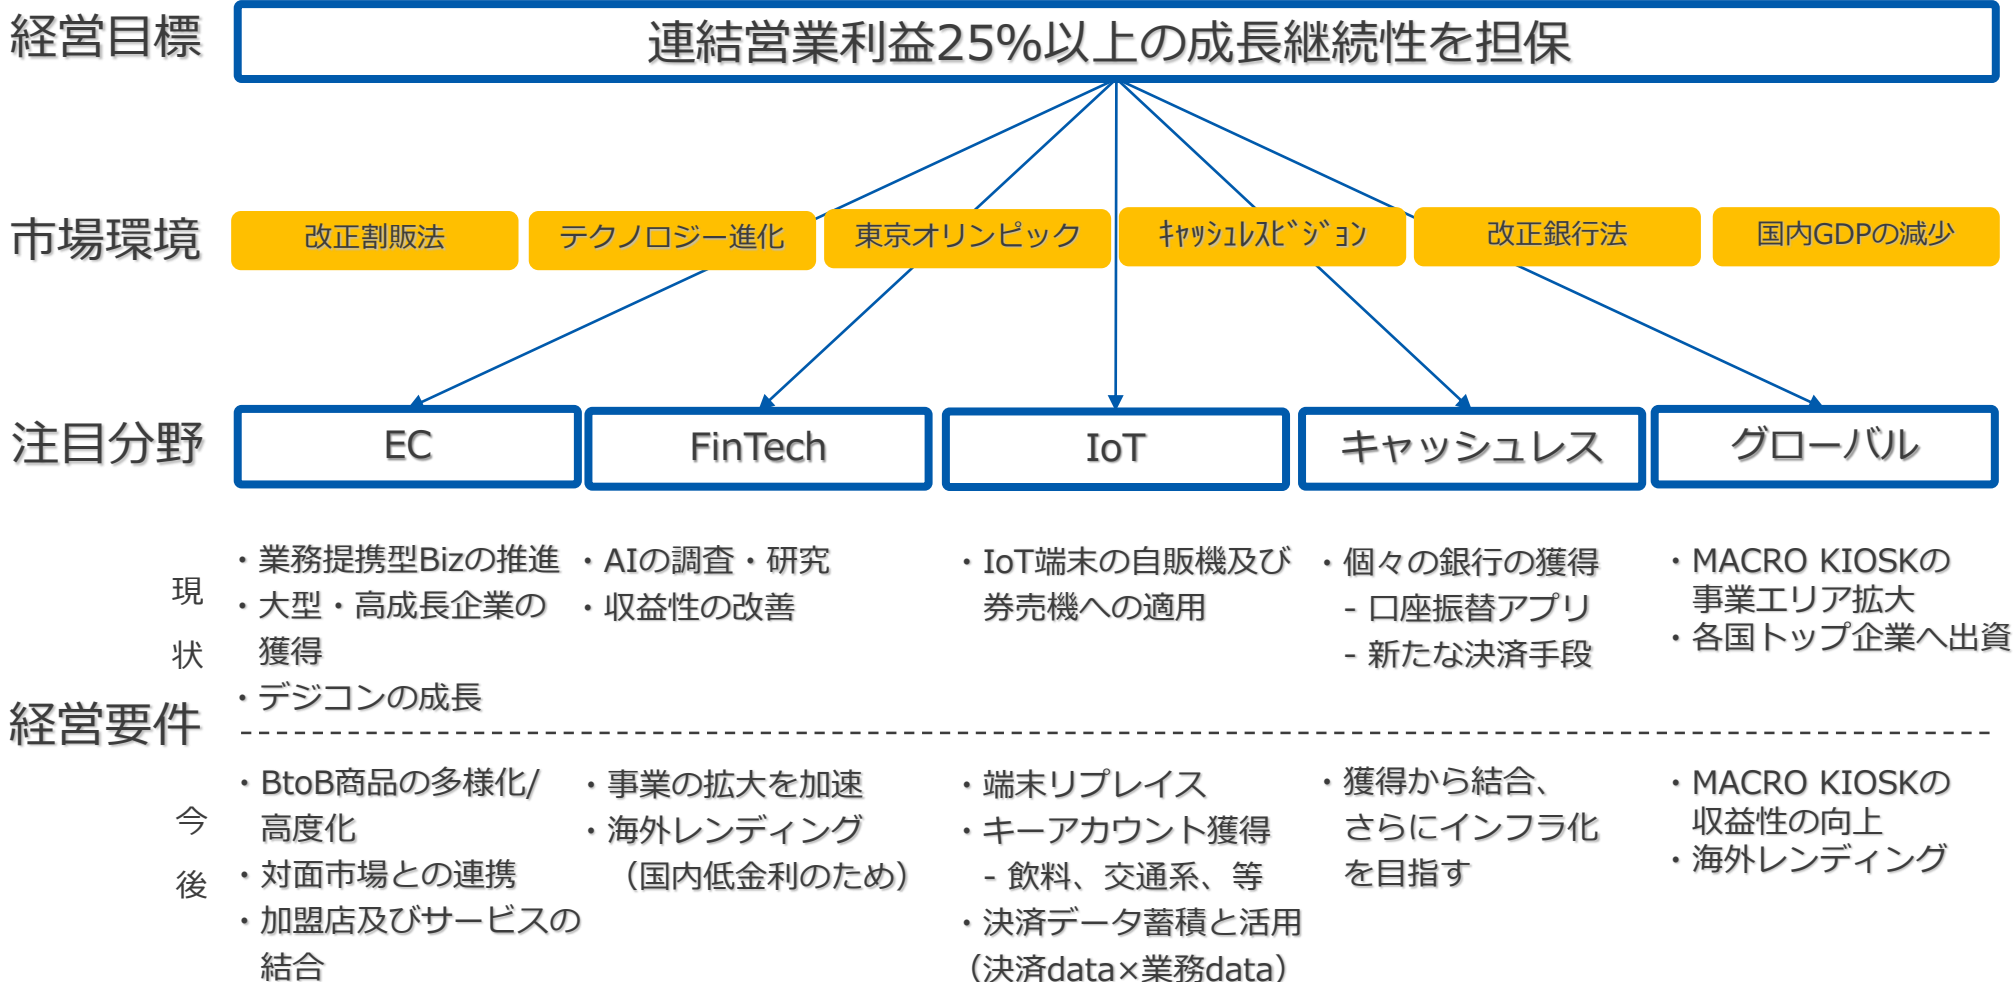 経営目標
連結営業利益25%以上の成長継続性を担保
市場環境
改正割販法
テクノロジー進化
東京オリンピック
ｷｬｯｼｭﾚｽﾋﾞｼﾞｮﾝ
改正銀行法
国内GDPの減少
注目分野
EC
FinTech
IoT
キャッシュレス
グローバル
経営要件
現
状
・業務提携型Bizの推進
・大型・高成長企業の
獲得
・デジコンの成長
・AIの調査・研究
・収益性の改善
・IoT端末の自販機及び
券売機への適用
・個々の銀行の獲得
- 口座振替アプリ
- 新たな決済手段
・MACRO KIOSKの
事業エリア拡大
・各国トップ企業へ出資
今
後
・BtoB商品の多様化/
高度化
・対面市場との連携
・加盟店及びサービスの
結合
・事業の拡大を加速
・海外レンディング
（国内低金利のため）
・端末リプレイス
・キーアカウント獲得
- 飲料、交通系、等
・決済データ蓄積と活用
（決済data×業務data）
・獲得から結合、
さらにインフラ化
を目指す
・MACRO KIOSKの
収益性の向上
・海外レンディング